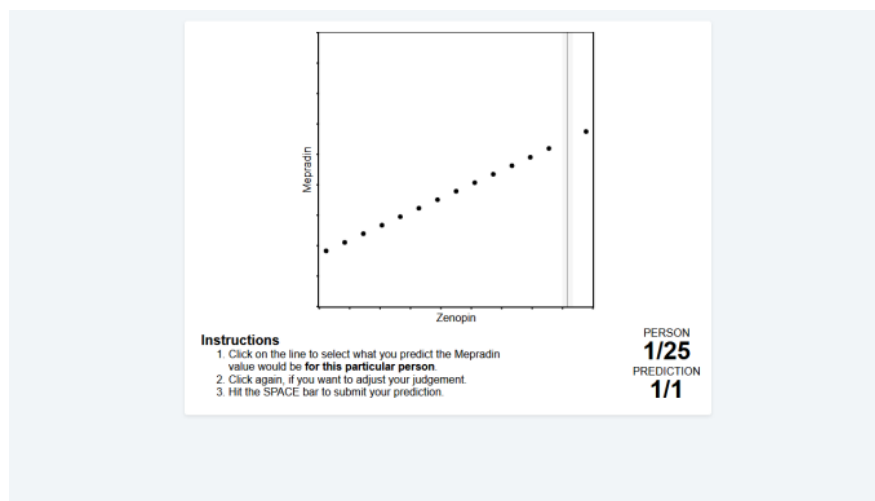 Mepradin
Zenopin
Instructions
1. Click on the line to select what you predict the Mepradin
value would be for this particular person.
2. Click again, if you want to adjust your judgement.
3. Hit the SPACE bar to submit your prediction.
PERSON
1/25
PREDICTION
1/1